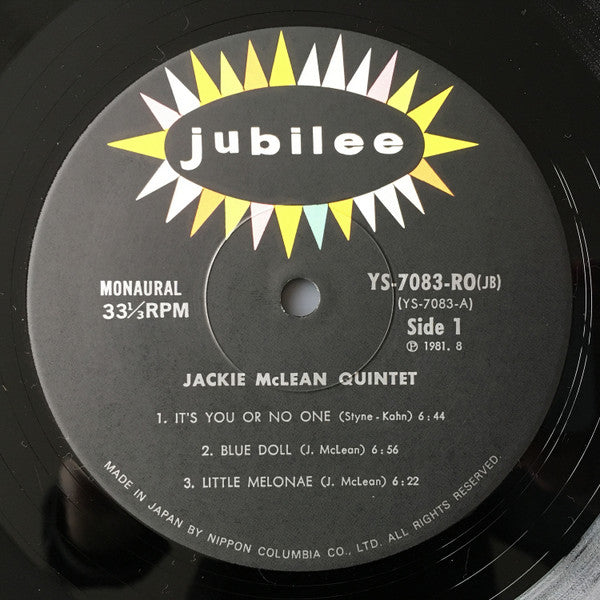 jubilee
MONAURAL
33⅓RPM
YS-7083-RO(JB)
(YS-7083-A)
Side 1
Ⓟ 1981. 8
JACKIE McLEAN QUINTET
1. IT'S YOU OR NO ONE (Styne-Kahn) 6:44
2. BLUE DOLL (J. McLean) 6:56
3. LITTLE MELONAE (J. McLean) 6:22
MADE IN JAPAN BY NIPPON COLUMBIA CO., LTD. ALL RIGHTS RESERVED.